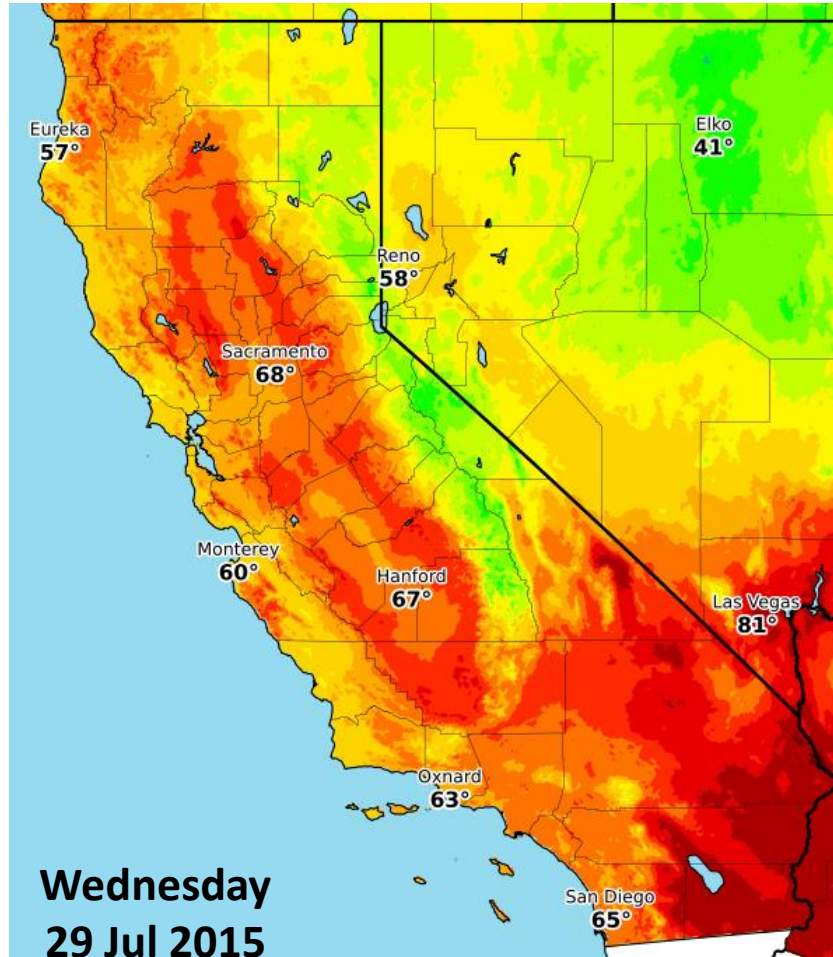 Eureka
57°
Elko
41°
Reno
58°
Sacramento
68°
Monterey
60°
Hanford
67°
Las Vegas
81°
Oxnard
63°
San Diego
65°
Wednesday
29 Jul 2015